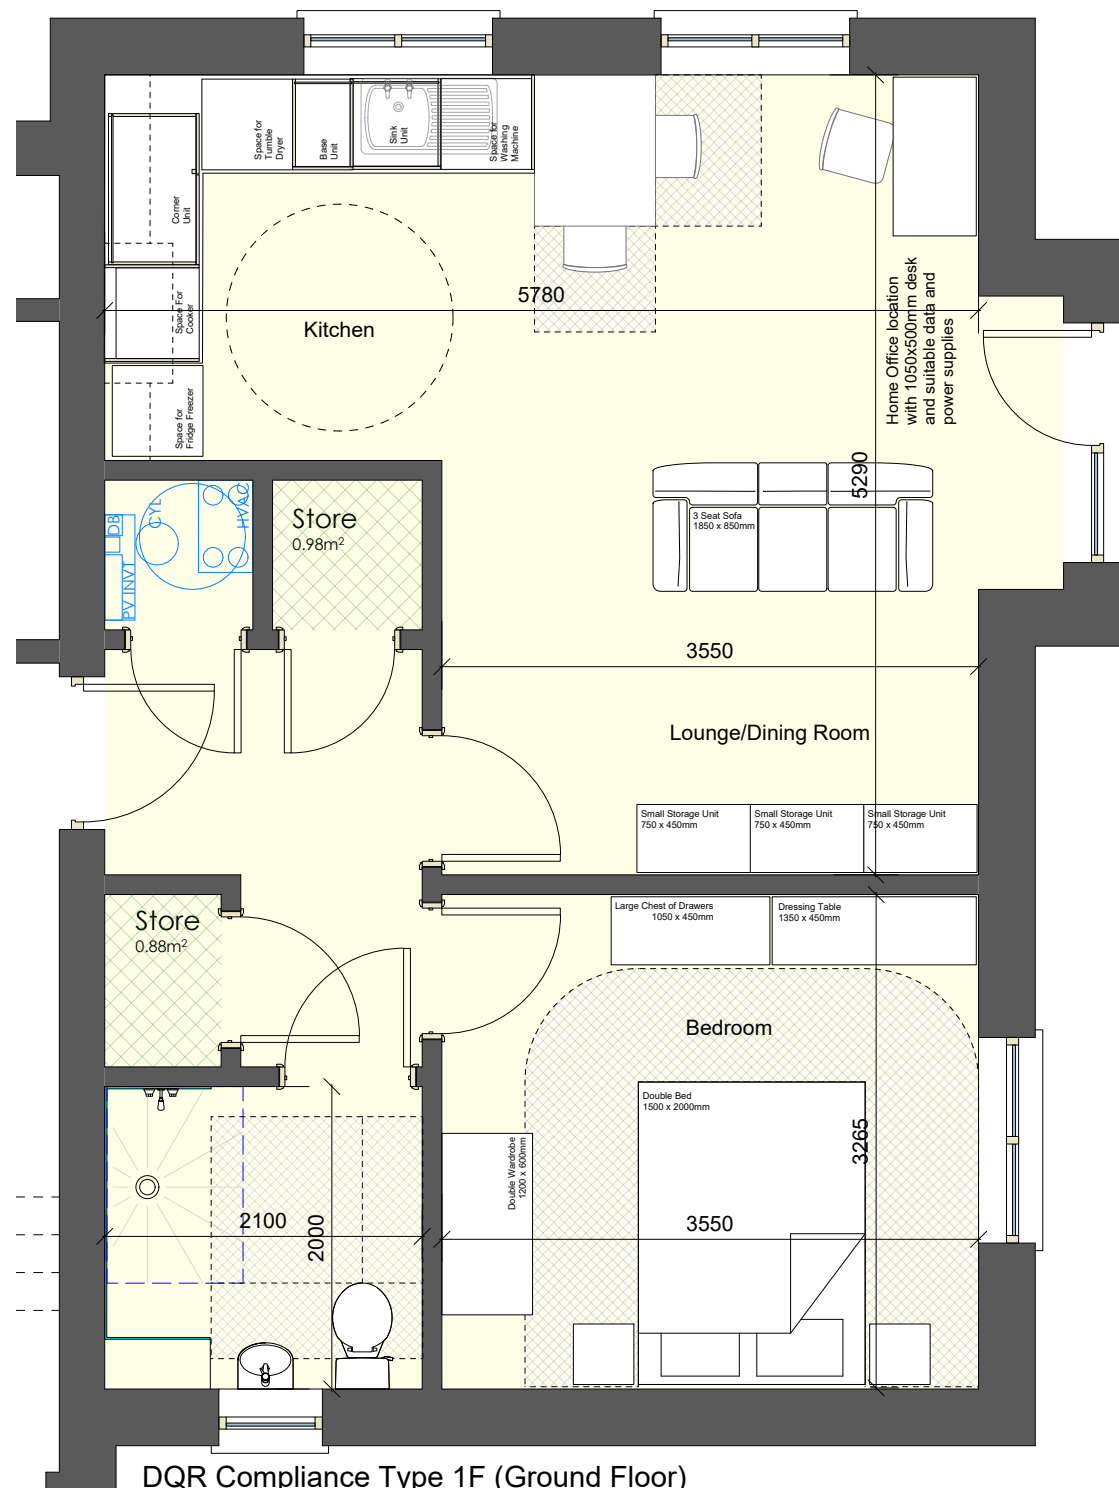 Space for
Tumble
Dryer
Base
Unit
Sink
Unit
Space for
Washing
Machine
Corner
Unit
Space For
Cooker
Space for
Fridge Freezer
5780
Kitchen
Home Office location
with 1050x500mm desk
and suitable data and
power supplies
5290
DB
CYL
HVAC
PV INVT
Store
0.98m²
3 Seat Sofa
1850 x 850mm
3550
Lounge/Dining Room
Small Storage Unit
750 x 450mm
Small Storage Unit
750 x 450mm
Small Storage Unit
750 x 450mm
Store
0.88m²
Large Chest of Drawers
1050 x 450mm
Dressing Table
1350 x 450mm
Bedroom
Double Bed
1500 x 2000mm
Double Wardrobe
1200 x 600mm
3265
2100
2000
3550
DQR Compliance Type 1F (Ground Floor)